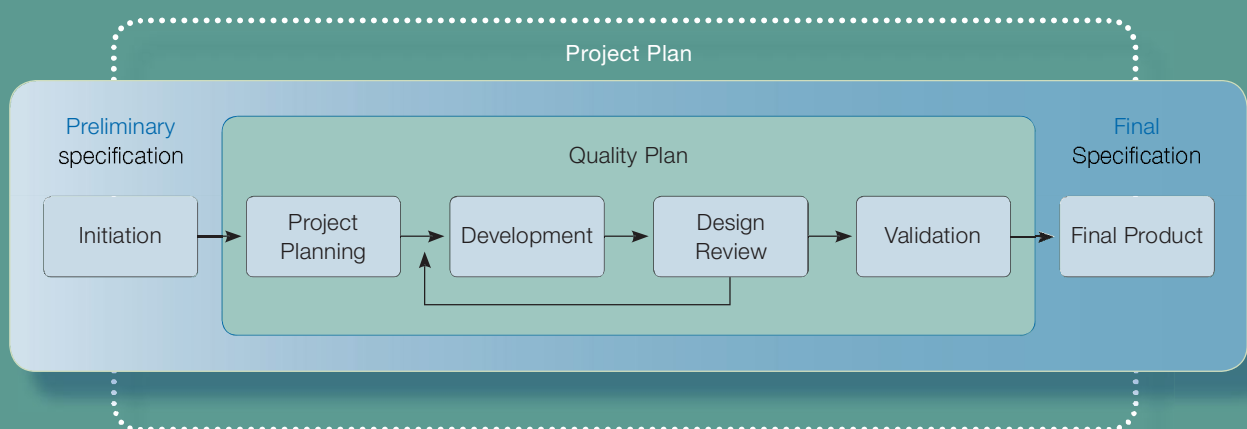 Project Plan
Preliminary
specification
Quality Plan
Final
Specification
Initiation
Project
Planning
Development
Design
Review
Validation
Final Product